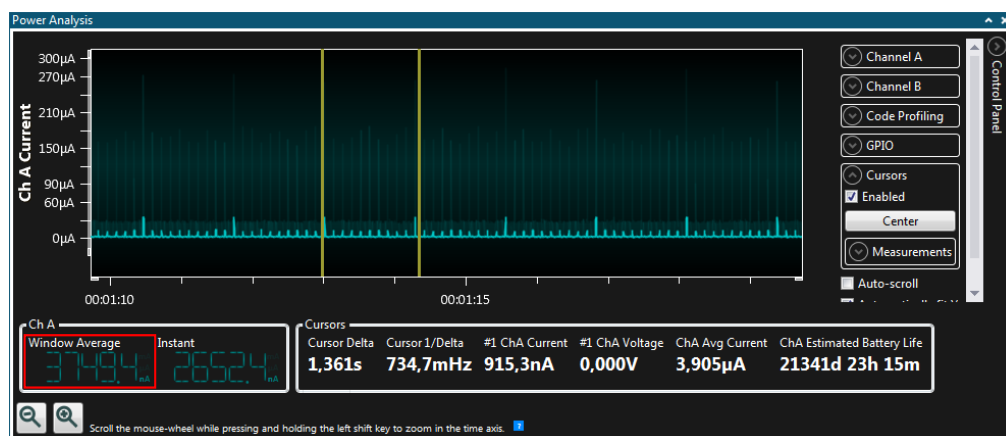 Power Analysis
Ch A Current
300µA
270µA
210µA
150µA
90µA
60µA
0µA
00:01:10
00:01:15
Channel A
Channel B
Code Profiling
GPIO
Cursors
Enabled
Center
Measurements
Auto-scroll
Control Panel
Ch A
Window Average
Instant
3749.4 nA
2652.4 nA
Cursors
Cursor Delta Cursor 1/Delta #1 ChA Current #1 ChA Voltage ChA Avg Current ChA Estimated Battery Life
1,361s 734,7mHz 915,3nA 0,000V 3,905µA 21341d 23h 15m
Scroll the mouse-wheel while pressing and holding the left shift key to zoom in the time axis. ?